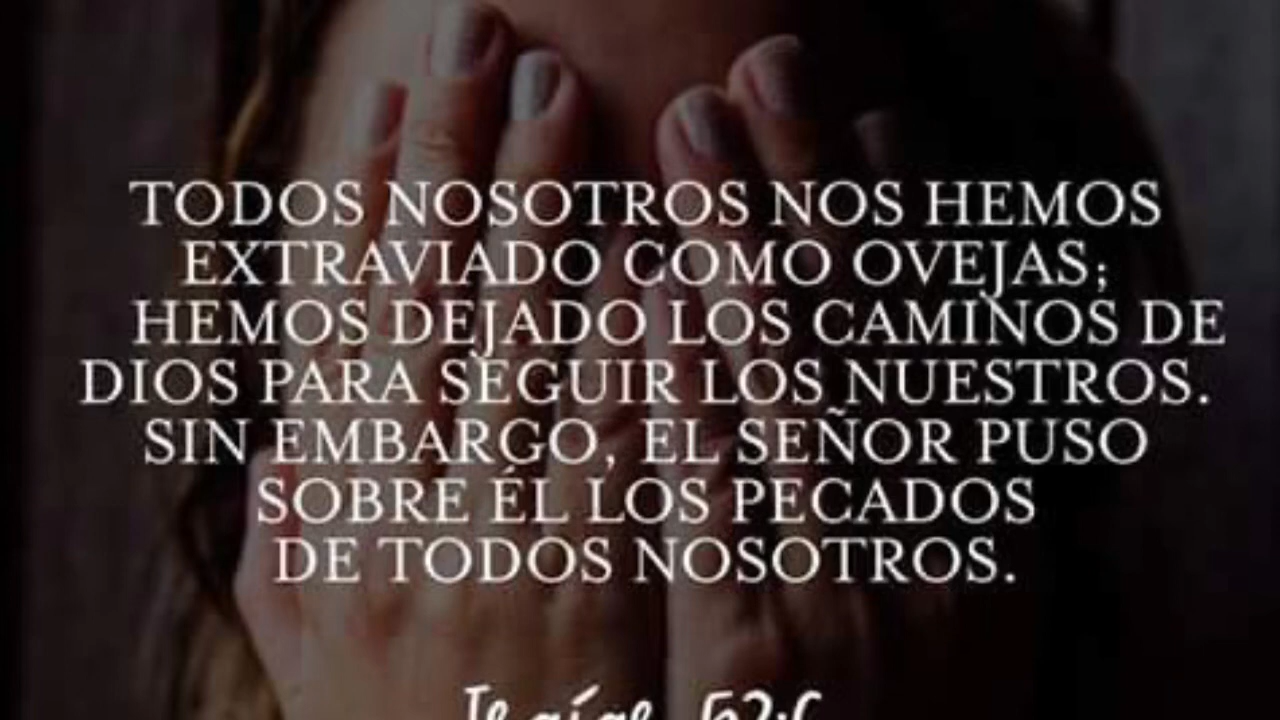 TODOS NOSOTROS NOS HEMOS
EXTRAVIADO COMO OVEJAS;
HEMOS DEJADO LOS CAMINOS DE
DIOS PARA SEGUIR LOS NUESTROS.
SIN EMBARGO, EL SEÑOR PUSO
SOBRE ÉL LOS PECADOS
DE TODOS NOSOTROS.
Isaías